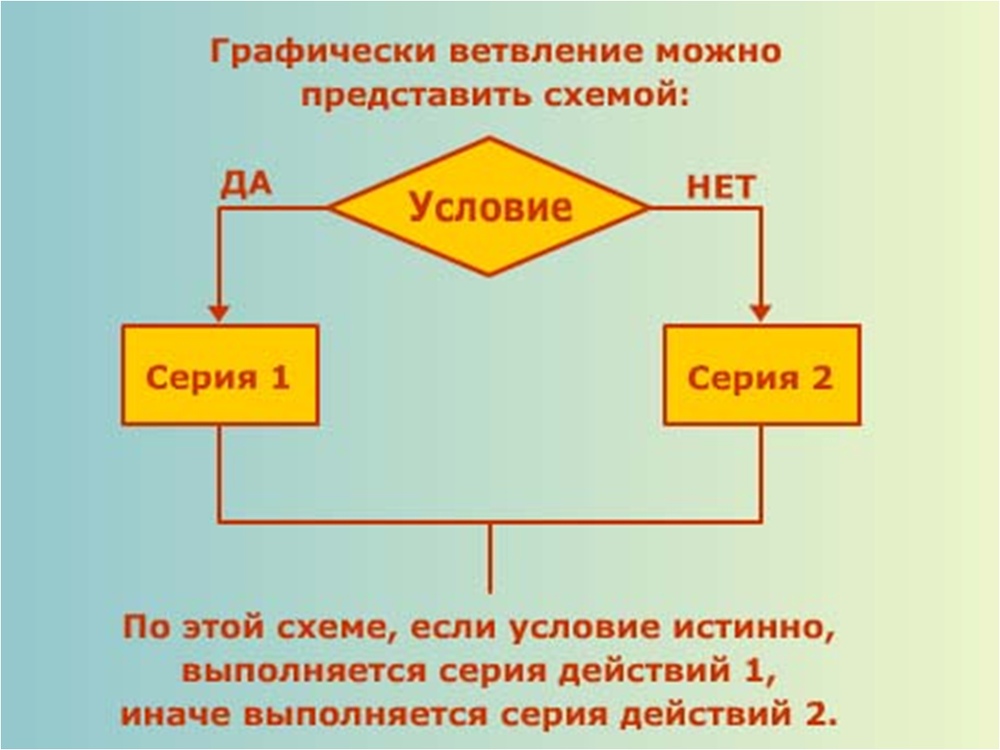 Графически ветвление можно
представить схемой:
ДА
НЕТ
Условие
Серия 1
Серия 2
По этой схеме, если условие истинно,
выполняется серия действий 1,
иначе выполняется серия действий 2.